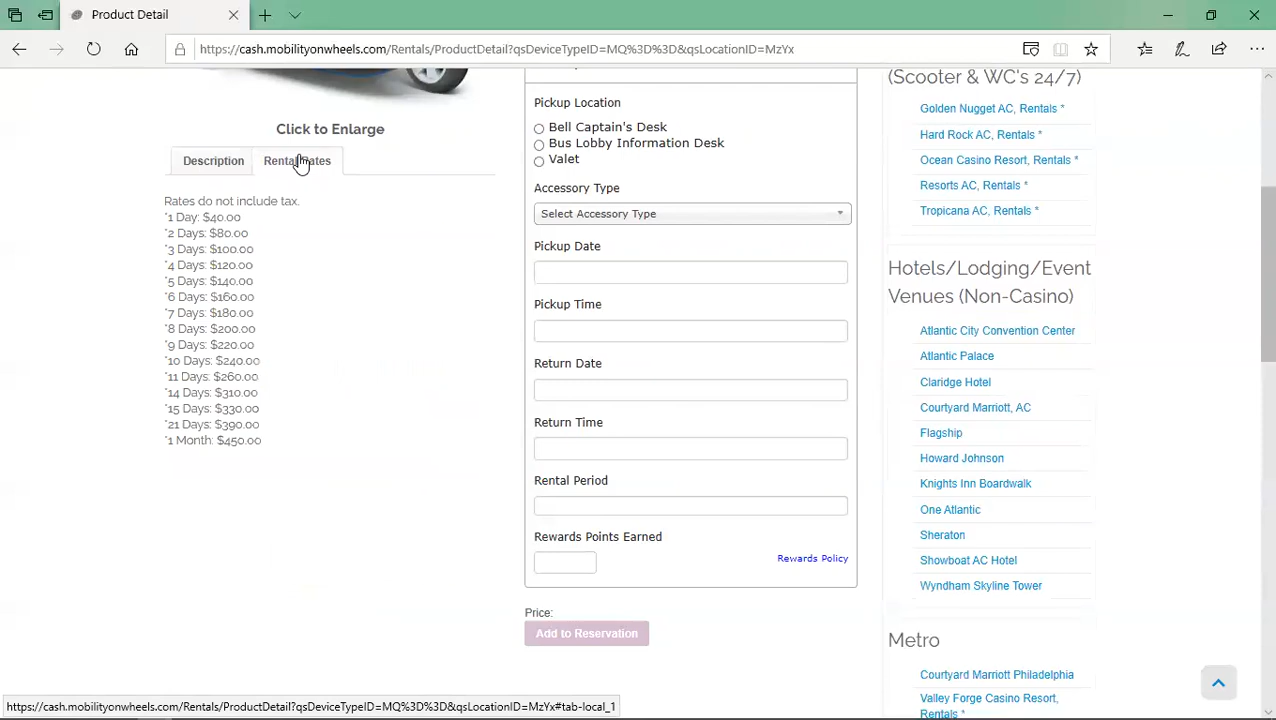 Product Detail
https://cash.mobilityonwheels.com/Rentals/ProductDetail?qsDeviceTypeID=MQ%3D%3D&qsLocationID=MzYx
Click to Enlarge
Description
Rental Rates
Rates do not include tax.
*1 Day: $40.00
*2 Days: $80.00
*3 Days: $100.00
*4 Days: $120.00
*5 Days: $140.00
*6 Days: $160.00
*7 Days: $180.00
*8 Days: $200.00
*9 Days: $220.00
*10 Days: $240.00
*11 Days: $260.00
*14 Days: $310.00
*15 Days: $330.00
*21 Days: $390.00
*1 Month: $450.00
Pickup Location
Bell Captain's Desk
Bus Lobby Information Desk
Valet
Accessory Type
Select Accessory Type
Pickup Date
Pickup Time
Return Date
Return Time
Rental Period
Rewards Points Earned
Rewards Policy
Price:
Add to Reservation
(Scooter & WC's 24/7)
Golden Nugget AC, Rentals *
Hard Rock AC, Rentals *
Ocean Casino Resort, Rentals *
Resorts AC, Rentals *
Tropicana AC, Rentals *
Hotels/Lodging/Event
Venues (Non-Casino)
Atlantic City Convention Center
Atlantic Palace
Claridge Hotel
Courtyard Marriott, AC
Flagship
Howard Johnson
Knights Inn Boardwalk
One Atlantic
Sheraton
Showboat AC Hotel
Wyndham Skyline Tower
Metro
Courtyard Marriott Philadelphia
Valley Forge Casino Resort,
Rentals *
https://cash.mobilityonwheels.com/Rentals/ProductDetail?qsDeviceTypeID=MQ%3D%3D&qsLocationID=MzYx#tab-local_1